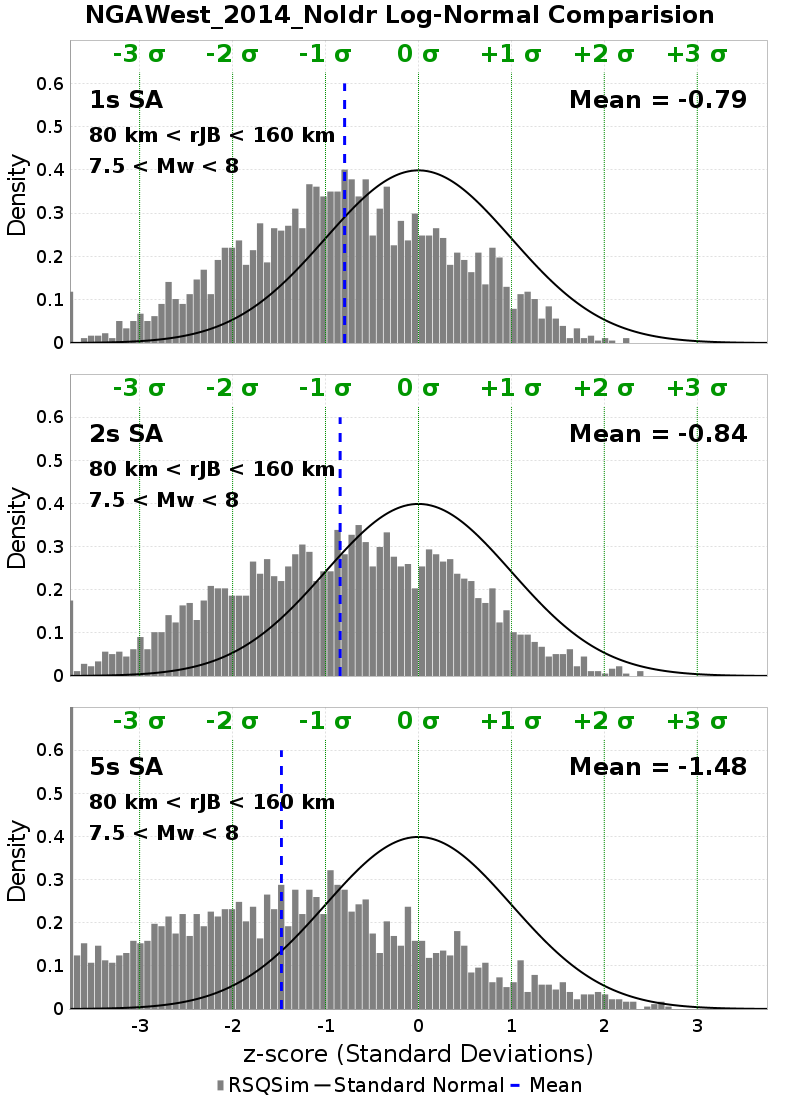 NGAWest_2014_NoIdr Log-Normal Comparision
-3 σ -2 σ -1 σ 0 σ +1 σ +2 σ +3 σ
1s SA Mean = -0.79
80 km < rJB < 160 km
7.5 < Mw < 8
0.6
0.5
0.4
0.3
0.2
0.1
0
Density
-3 σ -2 σ -1 σ 0 σ +1 σ +2 σ +3 σ
2s SA Mean = -0.84
80 km < rJB < 160 km
7.5 < Mw < 8
0.6
0.5
0.4
0.3
0.2
0.1
0
Density
-3 σ -2 σ -1 σ 0 σ +1 σ +2 σ +3 σ
5s SA Mean = -1.48
80 km < rJB < 160 km
7.5 < Mw < 8
0.6
0.5
0.4
0.3
0.2
0.1
0
Density
-3 -2 -1 0 1 2 3
z-score (Standard Deviations)
RSQSim Standard Normal Mean